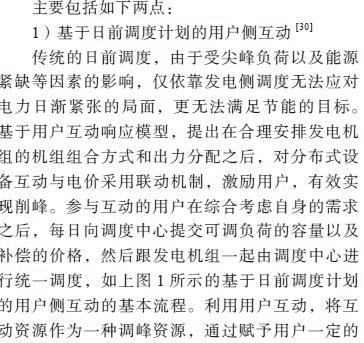 主要包括如下两点：
1）基于日前调度计划的用户侧互动[30]
传统的日前调度，由于受尖峰负荷以及能源
紧缺等因素的影响，仅依靠发电侧调度无法应对
电力日渐紧张的局面，更无法满足节能的目标。
基于用户互动响应模型，提出在合理安排发电机
组的机组组合方式和出力分配之后，对分布式设
备互动与电价采用联动机制，激励用户，有效实
现削峰。参与互动的用户在综合考虑自身的需求
之后，每日向调度中心提交可调负荷的容量以及
补偿的价格，然后跟发电机组一起由调度中心进
行统一调度，如上图 1 所示的基于日前调度计划
的用户侧互动的基本流程。利用用户互动，将互
动资源作为一种调峰资源，通过赋予用户一定的